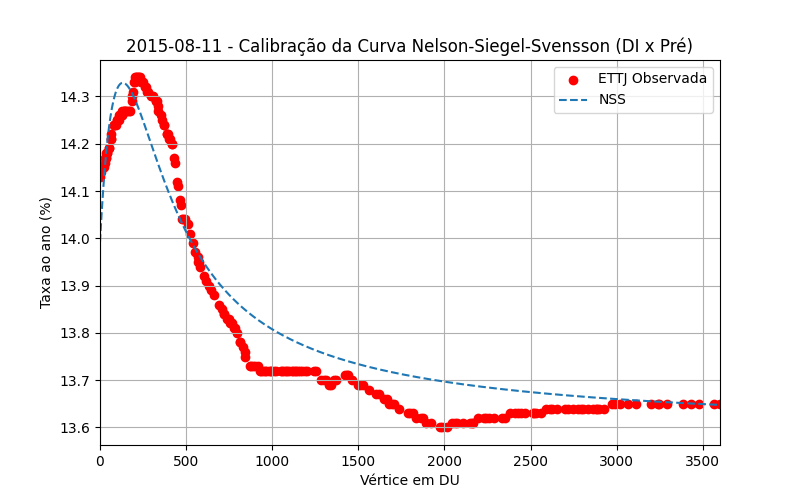 2015-08-11 - Calibração da Curva Nelson-Siegel-Svensson (DI x Pré)
ETTJ Observada
NSS
Taxa ao ano (%)
14.3
14.2
14.1
14.0
13.9
13.8
13.7
13.6
0 500 1000 1500 2000 2500 3000 3500
Vértice em DU